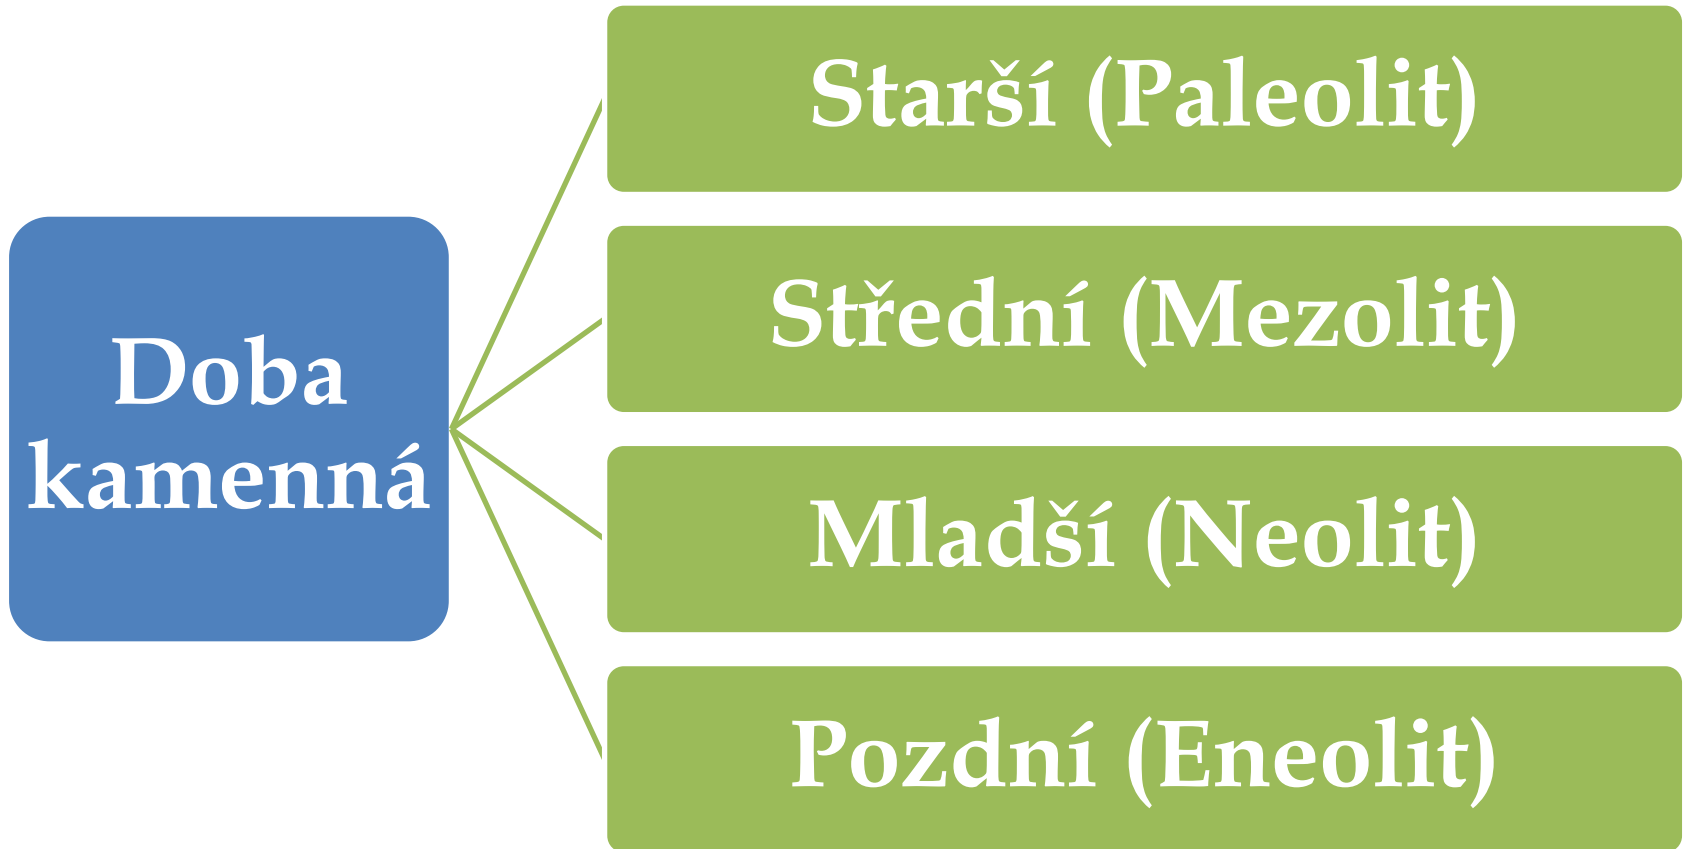 Doba
kamenná
Starší (Paleolit)
Střední (Mezolit)
Mladší (Neolit)
Pozdní (Eneolit)